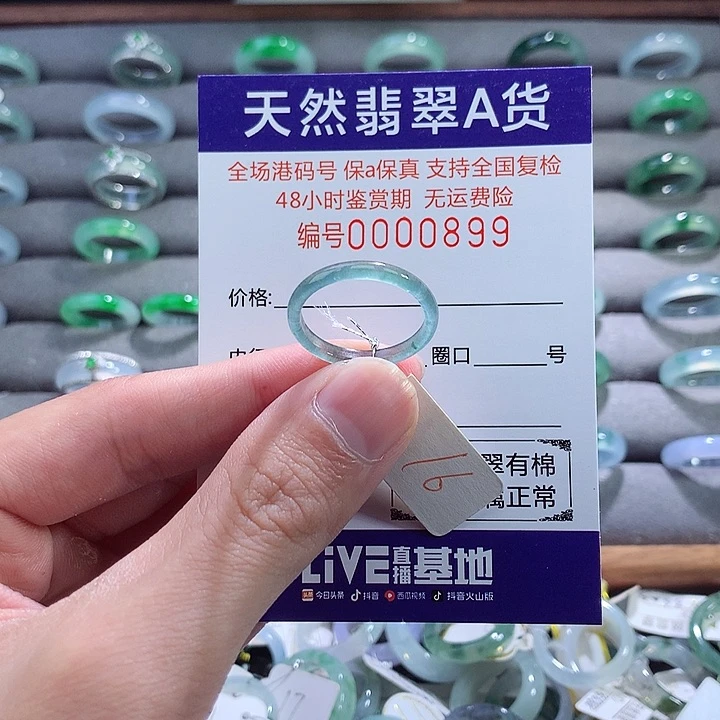 天然翡翠A货
全场港码号 保a保真 支持全国复检
48小时鉴赏期 无运费险
编号0000899
价格:
圈口 号
翠有棉
正常
16
LiVE直播基地
头条 今日头条 抖音 西瓜视频 抖音火山版